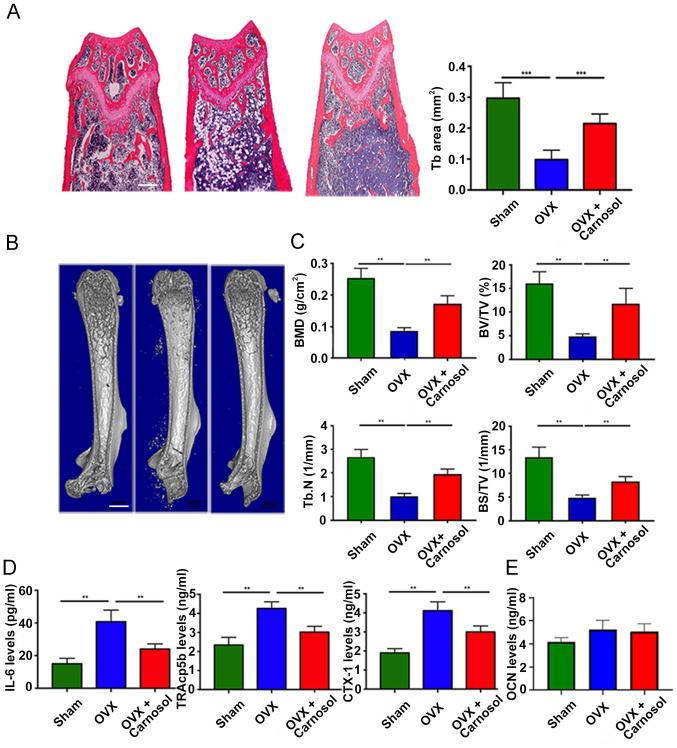 A
Tb area (mm²)
0.4
0.3
0.2
0.1
0.0
***
***
Sham
OVX
OVX +
Carnosol
B
C
BMD (g/cm²)
0.3
0.2
0.1
0.0
**
**
Sham
OVX
OVX +
Carnosol
BV/TV (%)
20
15
10
5
0
**
**
Sham
OVX
OVX +
Carnosol
Tb.N (1/mm)
4
3
2
1
0
**
**
Sham
OVX
OVX+
Carnosol
BS/TV (1/mm)
20
15
10
5
0
**
**
Sham
OVX
OVX +
Carnosol
D
IL-6 levels (pg/ml)
60
40
20
0
**
**
Sham
OVX
OVX +
Carnosol
TRAcp5b levels (ng/ml)
5
4
3
2
1
0
**
**
Sham
OVX
OVX +
Carnosol
CTX-1 levels (ng/ml)
5
4
3
2
1
0
**
**
Sham
OVX
OVX +
Carnosol
E
OCN levels (ng/ml)
8
6
4
2
0
Sham
OVX
OVX +
Carnosol